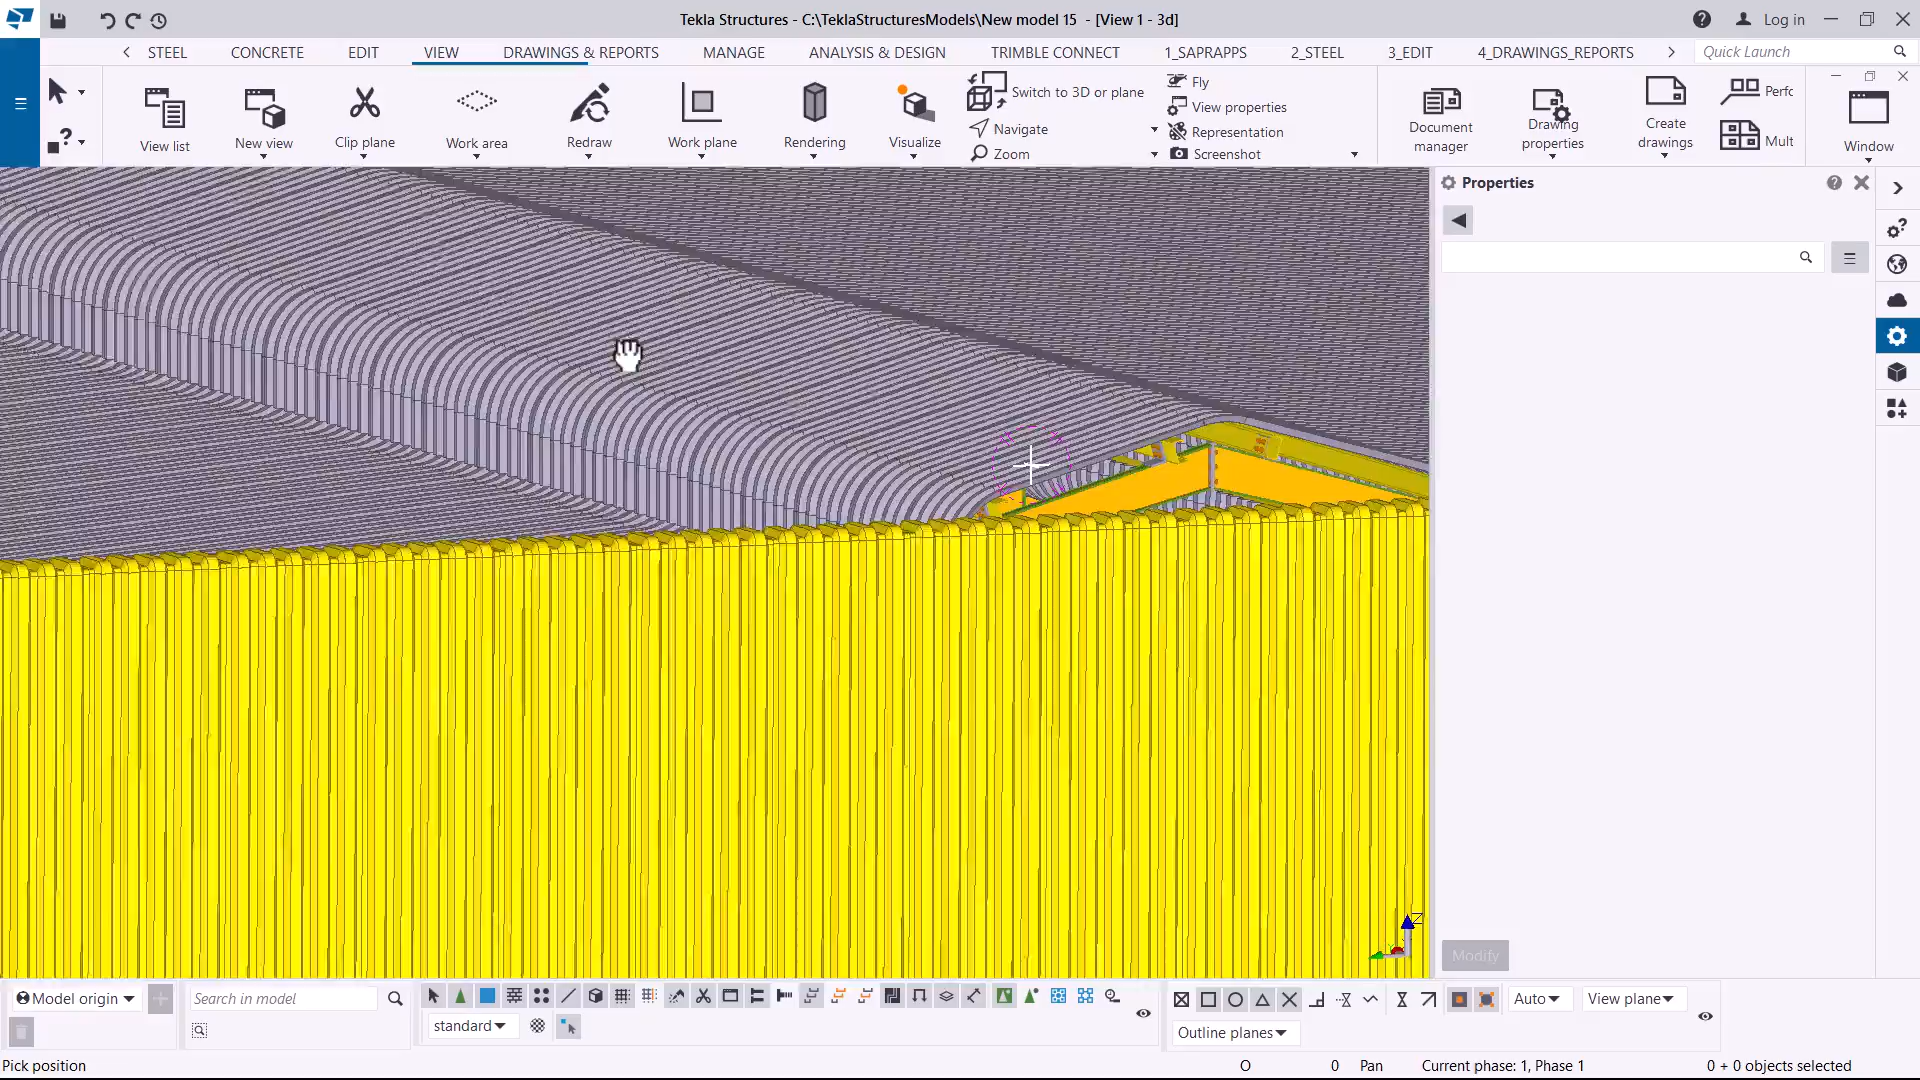 Tekla Structures - C:\TeklaStructuresModels\New model 15 - [View 1 - 3d]
Log in
STEEL CONCRETE EDIT VIEW DRAWINGS & REPORTS MANAGE ANALYSIS & DESIGN TRIMBLE CONNECT 1_SAPRAPPS 2_STEEL 3_EDIT 4_DRAWINGS_REPORTS Quick Launch
View list
New view
Clip plane
Work area
Redraw
Work plane
Rendering
Visualize
Switch to 3D or plane
Navigate
Zoom
Fly
View properties
Representation
Screenshot
Document manager
Drawing properties
Create drawings
Perfc
Mult
Window
Properties
Modify
Z
Model origin
Search in model
standard
Auto
View plane
Outline planes
Pick position
O 0 Pan Current phase: 1, Phase 1 0 + 0 objects selected